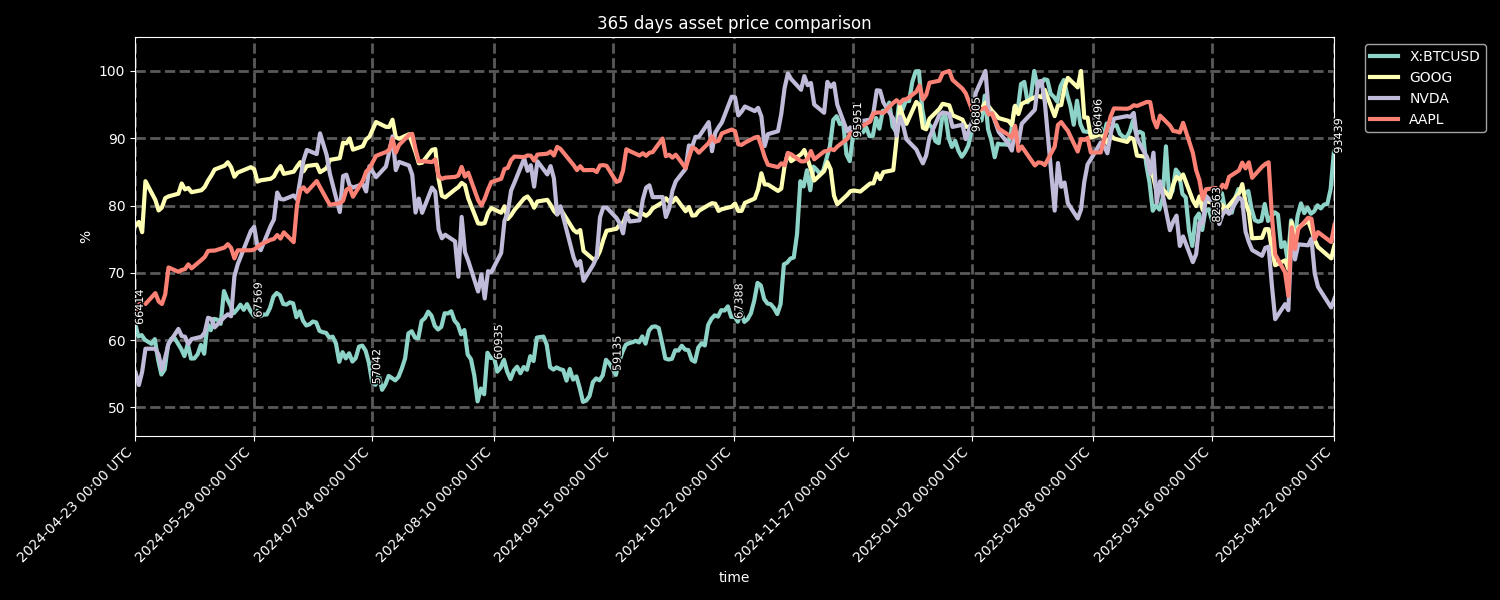 365 days asset price comparison
X:BTCUSD
GOOG
NVDA
AAPL
100
90
80
70
60
50
%
66414
67569
57042
60935
59135
67388
95951
96805
96496
82563
93439
2024-04-23 00:00 UTC
2024-05-29 00:00 UTC
2024-07-04 00:00 UTC
2024-08-10 00:00 UTC
2024-09-15 00:00 UTC
2024-10-22 00:00 UTC
2024-11-27 00:00 UTC
2025-01-02 00:00 UTC
2025-02-08 00:00 UTC
2025-03-16 00:00 UTC
2025-04-22 00:00 UTC
time